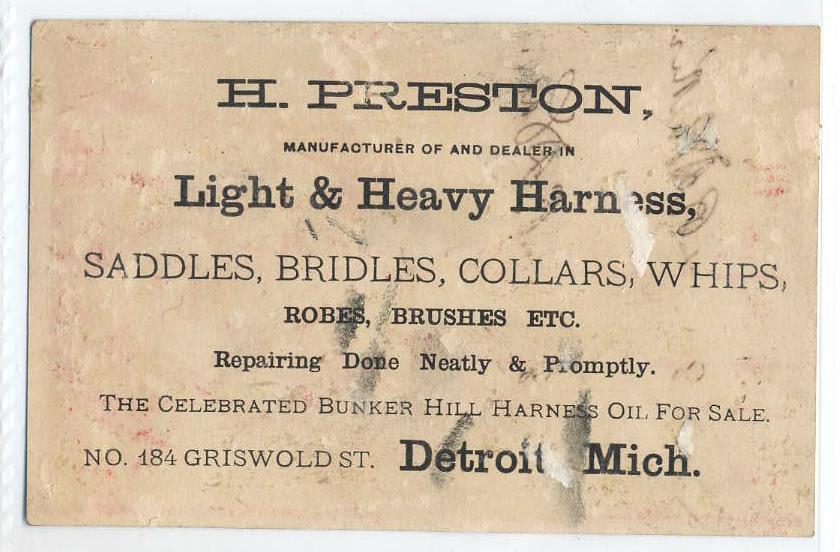 H. PRESTON,
MANUFACTURER OF AND DEALER IN
Light & Heavy Harness,
SADDLES, BRIDLES, COLLARS, WHIPS,
ROBES, BRUSHES ETC.
Repairing Done Neatly & Promptly.
THE CELEBRATED BUNKER HILL HARNESS OIL FOR SALE.
NO. 184 GRISWOLD ST. Detroit Mich.